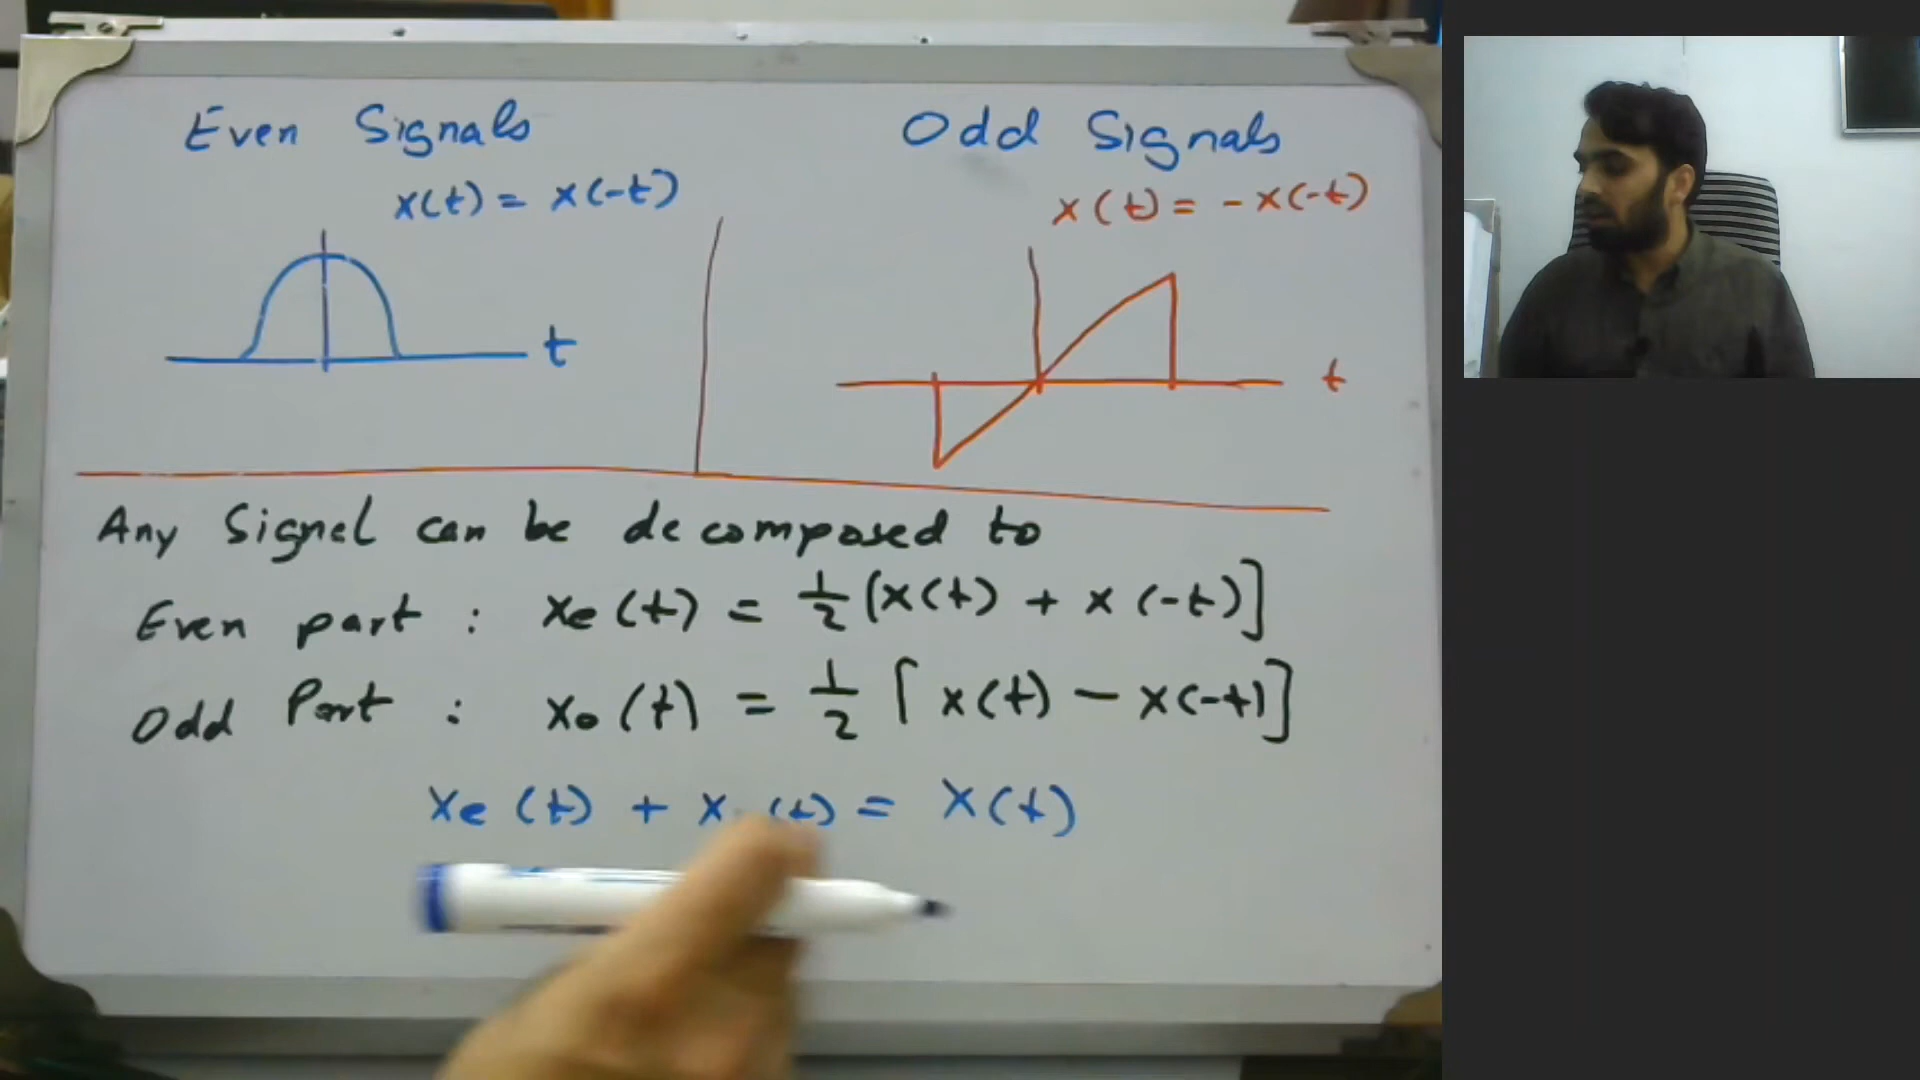 Even Signals
x(t) = x(-t)
t
Odd Signals
x(t) = -x(-t)
t
Any Signal can be decomposed to
Even part : xe(t) = 1/2 (x(t) + x(-t)]
Odd Part : xo(t) = 1/2 [x(t) - x(-t)]
xe(t) + x (t) = x(t)